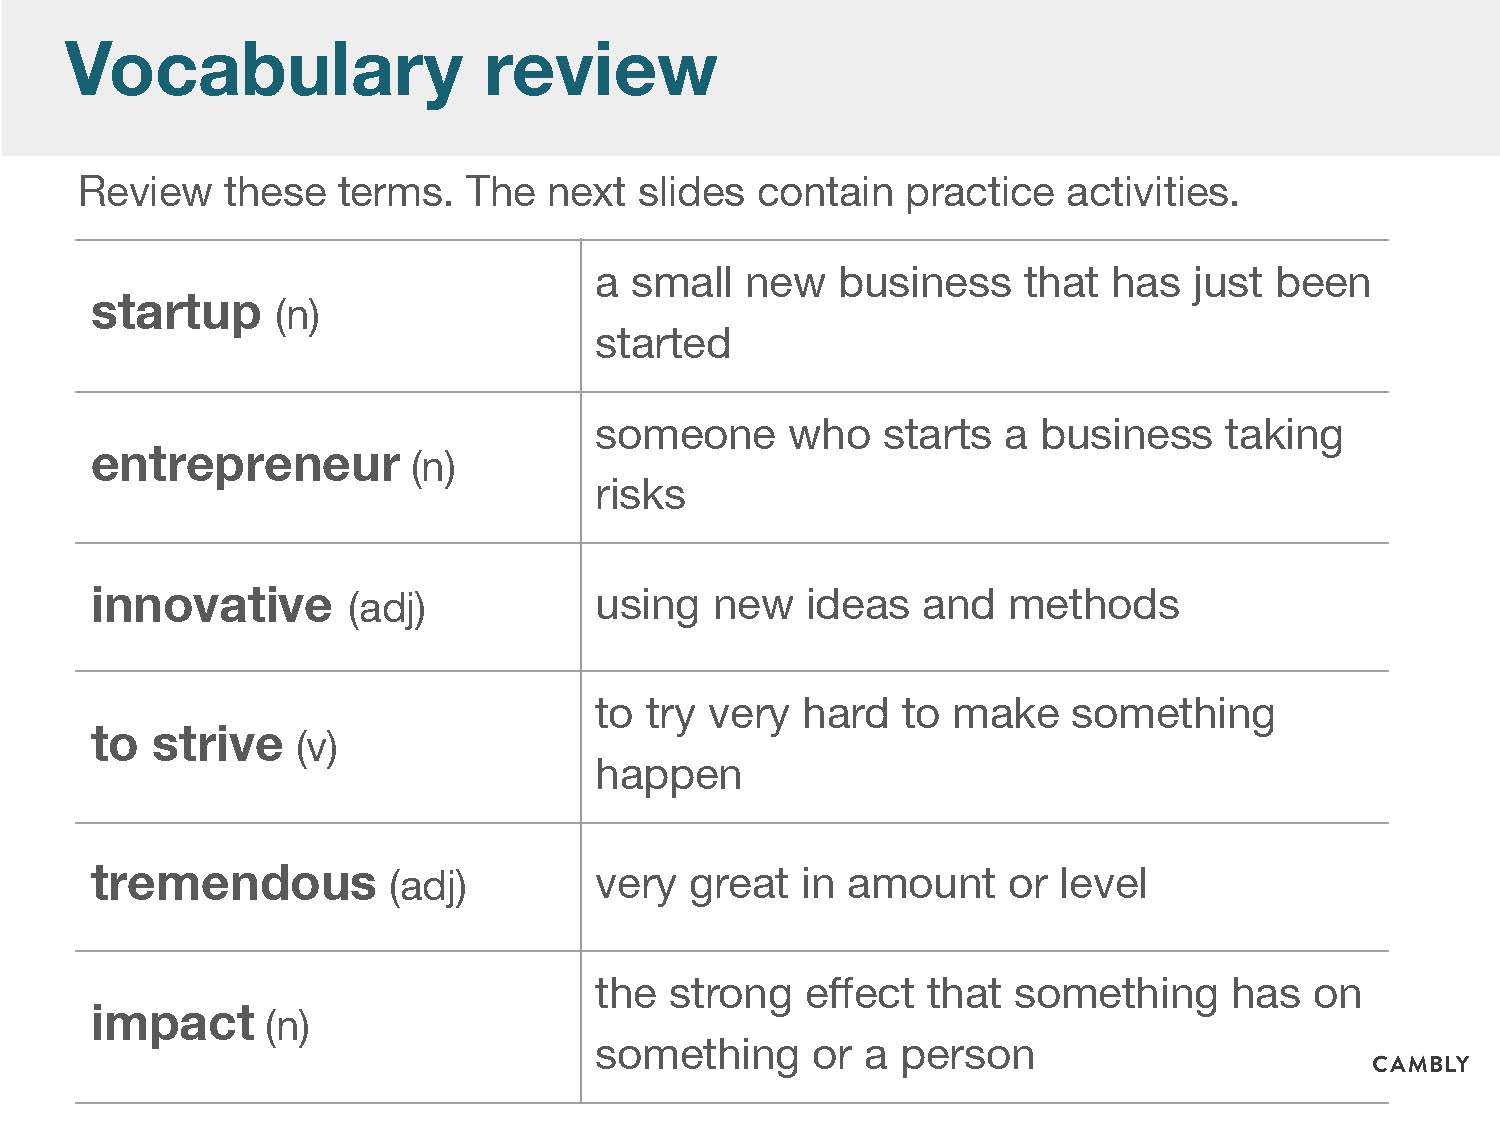 Vocabulary review
Review these terms. The next slides contain practice activities.
startup (n)
a small new business that has just been
started
entrepreneur (n)
someone who starts a business taking
risks
innovative (adj)
using new ideas and methods
to strive (v)
to try very hard to make something
happen
tremendous (adj)
very great in amount or level
impact (n)
the strong effect that something has on
something or a person
CAMBLY